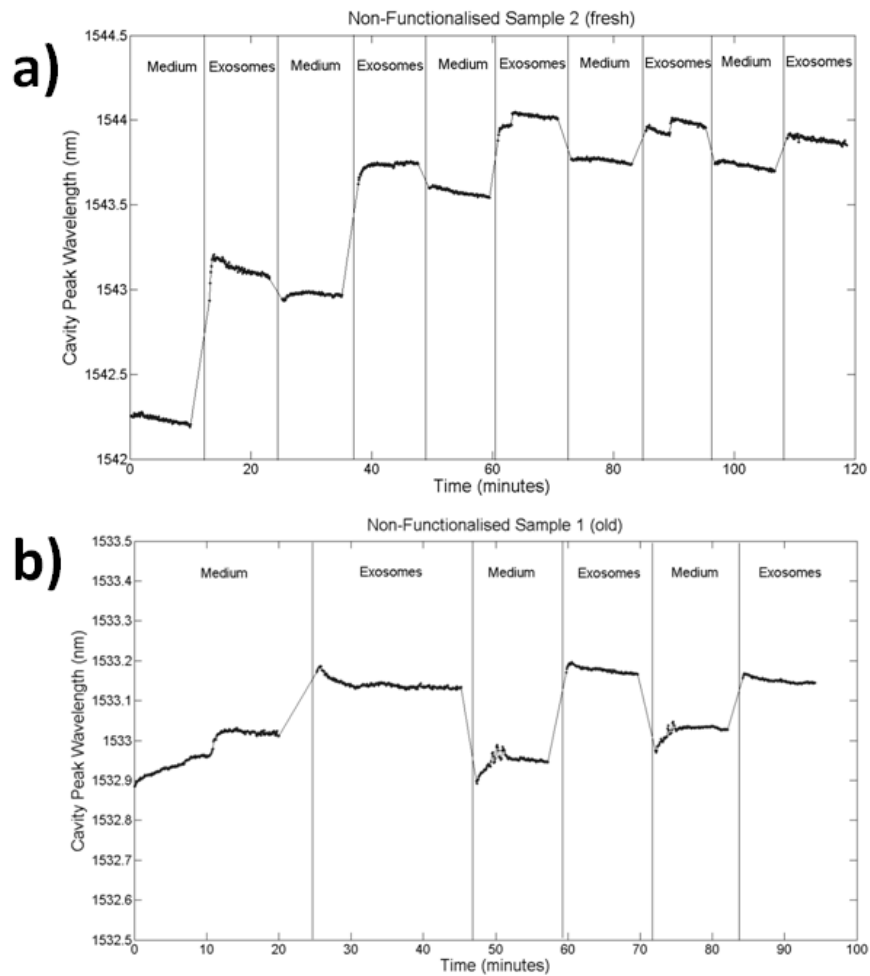 Non-Functionalised Sample 2 (fresh)
a)
1544.5
1544
1543.5
1543
1542.5
1542
Cavity Peak Wavelength (nm)
Medium Exosomes Medium Exosomes Medium Exosomes Medium Exosomes Medium Exosomes
0 20 40 60 80 100 120
Time (minutes)
Non-Functionalised Sample 1 (old)
b)
1533.5
1533.4
1533.3
1533.2
1533.1
1533
1532.9
1532.8
1532.7
1532.6
1532.5
Cavity Peak Wavelength (nm)
Medium Exosomes Medium Exosomes Medium Exosomes
0 10 20 30 40 50 60 70 80 90 100
Time (minutes)